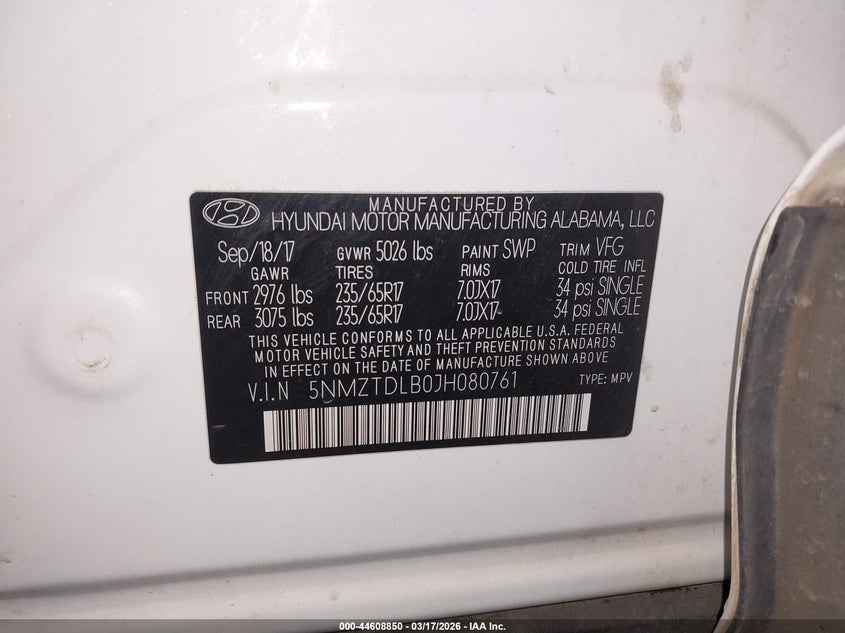 MANUFACTURED BY
HYUNDAI MOTOR MANUFACTURING ALABAMA, LLC
Sep/18/17 GVWR 5026 lbs PAINT SWP TRIM VFG
GAWR TIRES RIMS COLD TIRE INFL
FRONT 2976 lbs 235/65R17 7.0JX17 34 psi SINGLE
REAR 3075 lbs 235/65R17 7.0JX17 34 psi SINGLE
THIS VEHICLE CONFORMS TO ALL APPLICABLE U.S.A. FEDERAL
MOTOR VEHICLE SAFETY AND THEFT PREVENTION STANDARDS
IN EFFECT ON THE DATE OF MANUFACTURE SHOWN ABOVE
V.I.N 5NMZTDLB0JH080761 TYPE: MPV
000-44608850 — 03/17/2026 — IAA Inc.